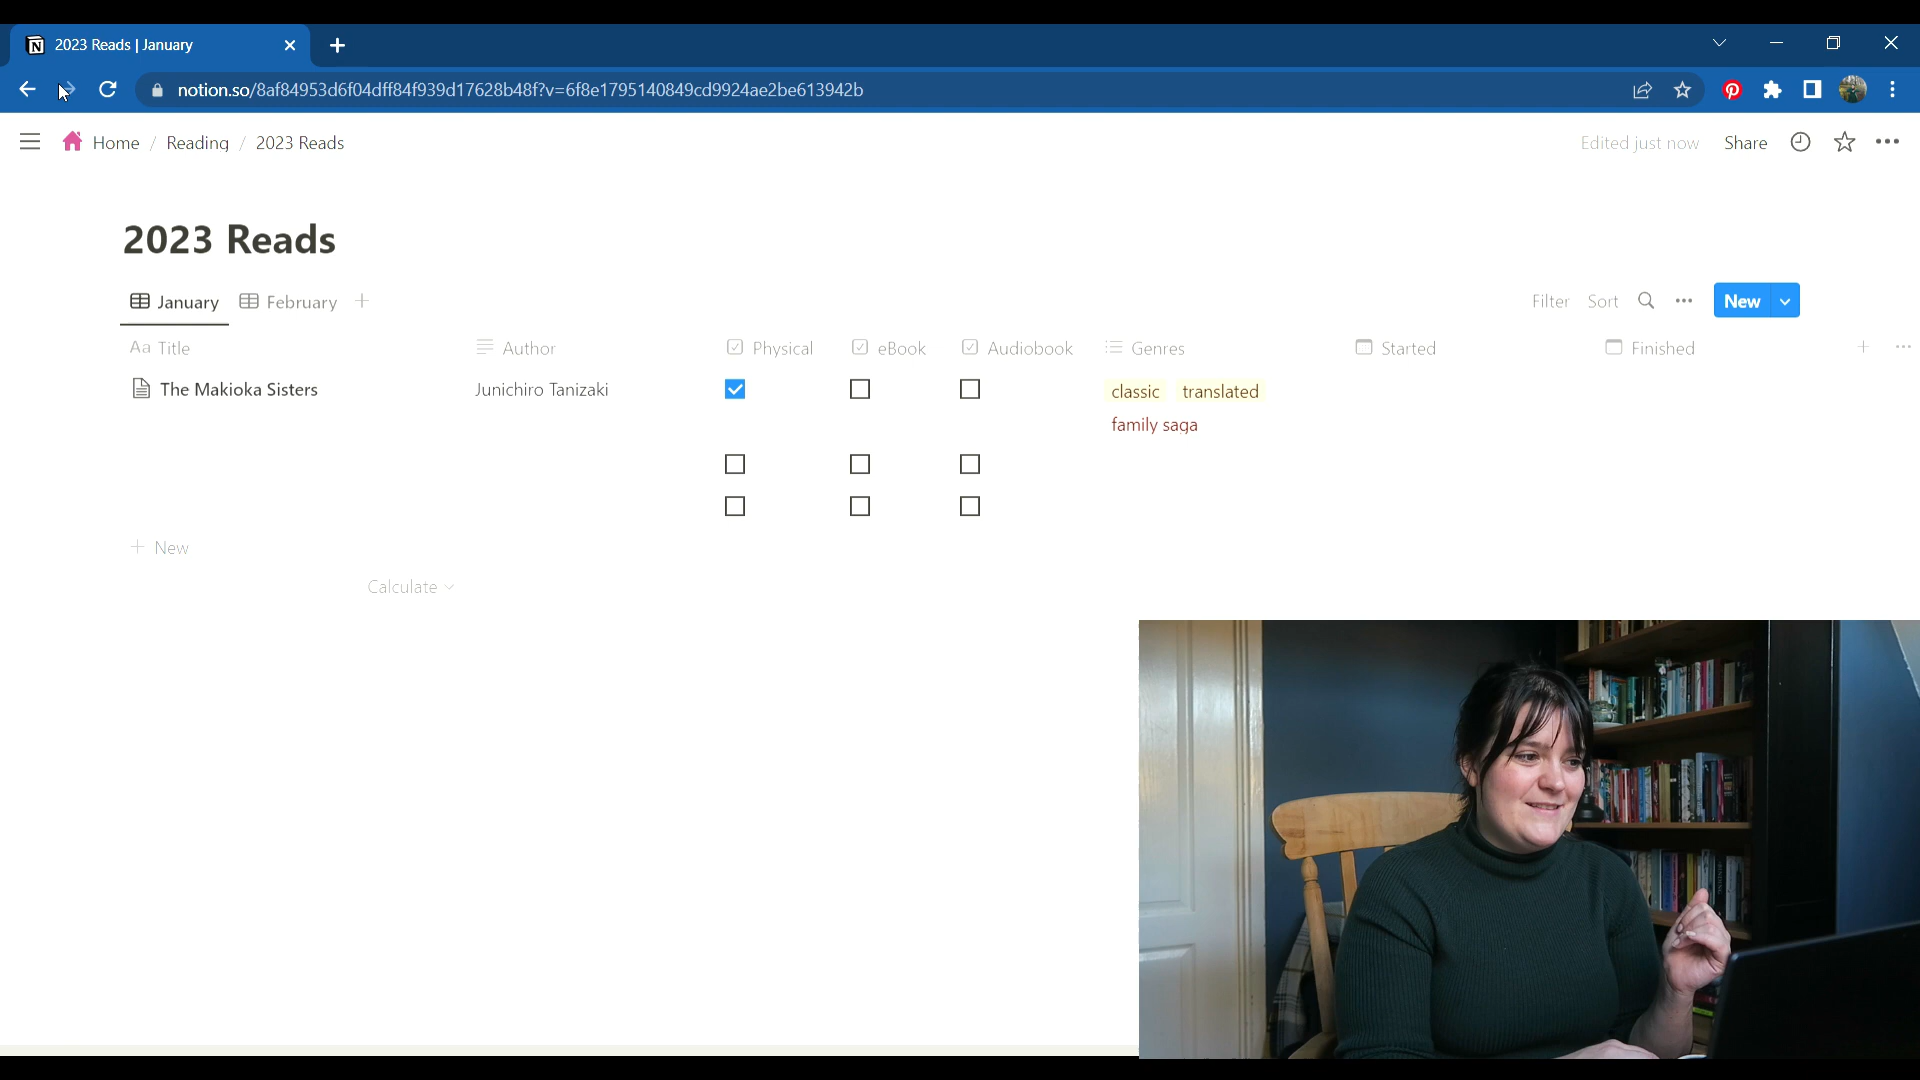 2023 Reads | January
notion.so/8af84953d6f04dff84f939d17628b48f?v=6f8e1795140849cd9924ae2be613942b
Home / Reading / 2023 Reads
Edited just now Share
2023 Reads
January February
Filter Sort New
Aa Title Author Physical eBook Audiobook Genres Started Finished
The Makioka Sisters Junichiro Tanizaki classic translated
family saga
+ New
Calculate